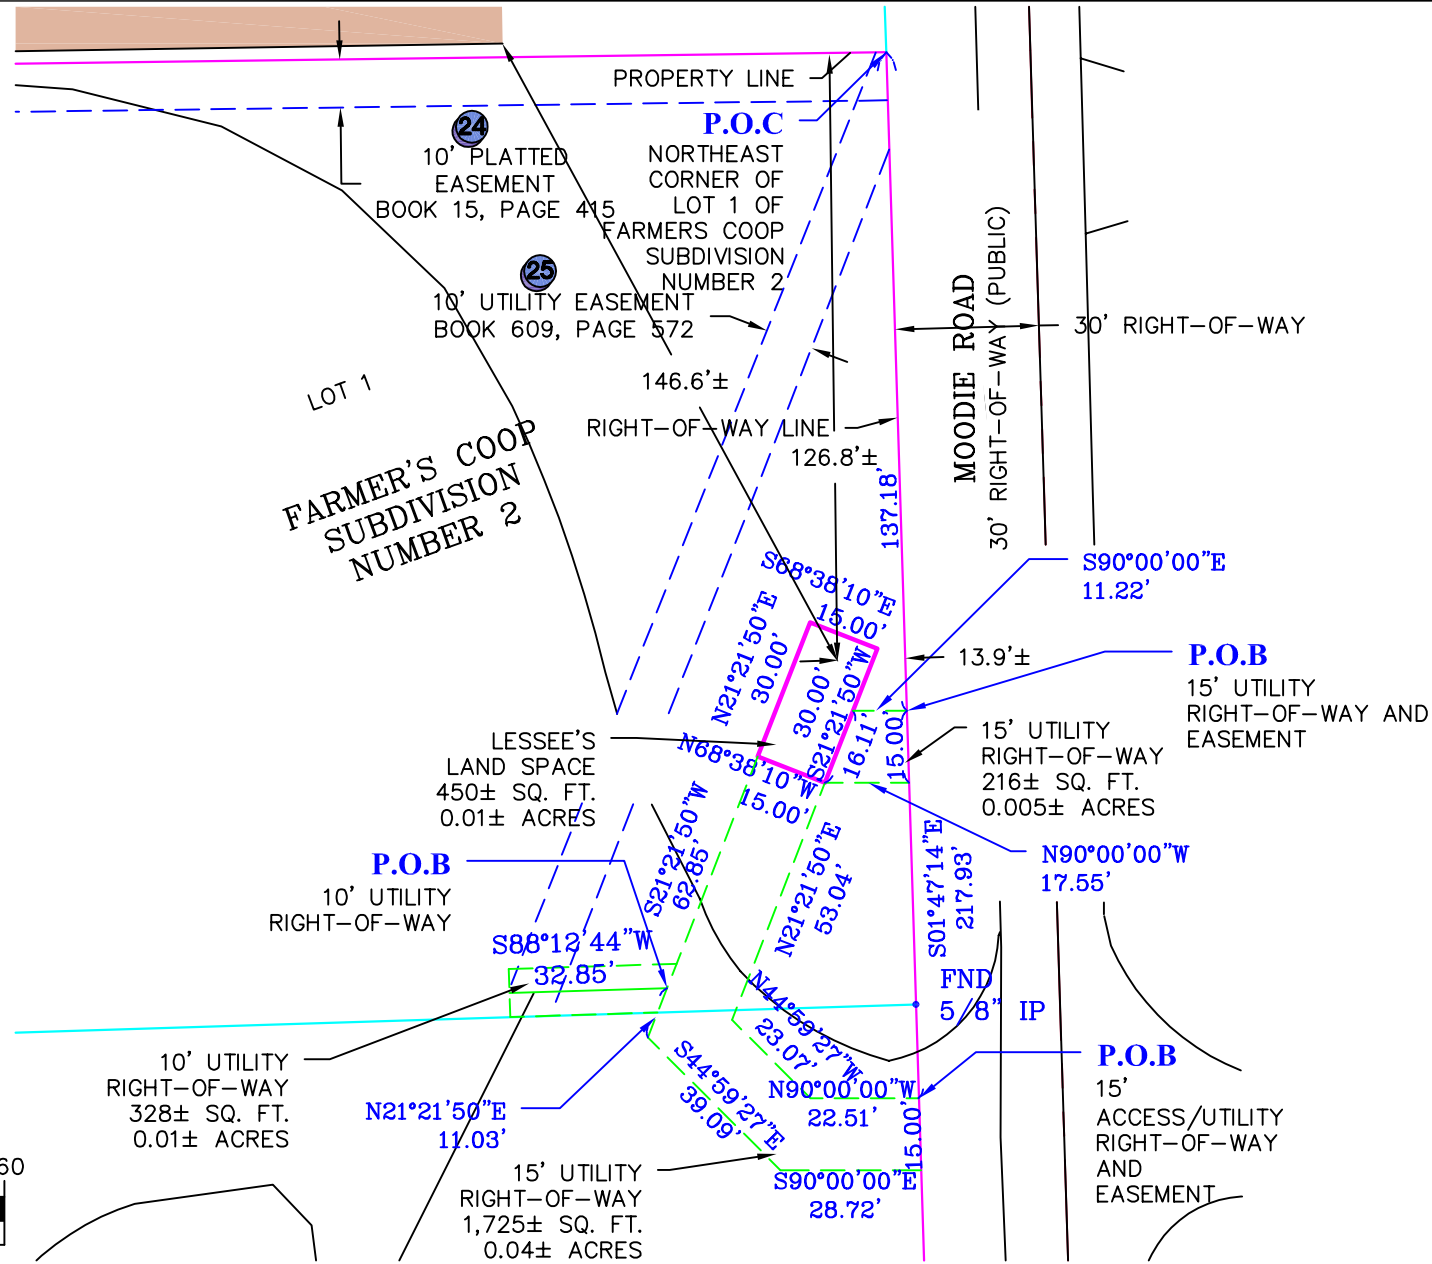 PROPERTY LINE
P.O.C
NORTHEAST
CORNER OF
LOT 1 OF
FARMERS COOP
SUBDIVISION
NUMBER 2
24
10' PLATTED
EASEMENT
BOOK 15, PAGE 415
25
10' UTILITY EASEMENT
BOOK 609, PAGE 572
LOT 1
FARMER'S COOP
SUBDIVISION
NUMBER 2
146.6'±
RIGHT-OF-WAY LINE
126.8'±
137.18'
MOODIE ROAD
30' RIGHT-OF-WAY (PUBLIC)
30' RIGHT-OF-WAY
S90°00'00"E
11.22'
S68°38'10"E
15.00'
N21°21'50"E
30.00'
30.00'
S21°21'50"W
16.11'
15.00'
13.9'±
P.O.B
15' UTILITY
RIGHT-OF-WAY AND
EASEMENT
15' UTILITY
RIGHT-OF-WAY
216± SQ. FT.
0.005± ACRES
LESSEE'S
LAND SPACE
450± SQ. FT.
0.01± ACRES
N68°38'10"W
15.00'
N90°00'00"W
17.55'
P.O.B
10' UTILITY
RIGHT-OF-WAY
S21°21'50"W
62.85'
N21°21'50"E
53.04'
S01°47'14"E
217.93'
S88°12'44"W
32.85'
FND
5/8" IP
N44°59'27"W
23.07'
10' UTILITY
RIGHT-OF-WAY
328± SQ. FT.
0.01± ACRES
N21°21'50"E
11.03'
S44°59'27"E
39.09'
N90°00'00"W
22.51'
15.00'
P.O.B
15'
ACCESS/UTILITY
RIGHT-OF-WAY
AND
EASEMENT
S90°00'00"E
28.72'
15' UTILITY
RIGHT-OF-WAY
1,725± SQ. FT.
0.04± ACRES
60